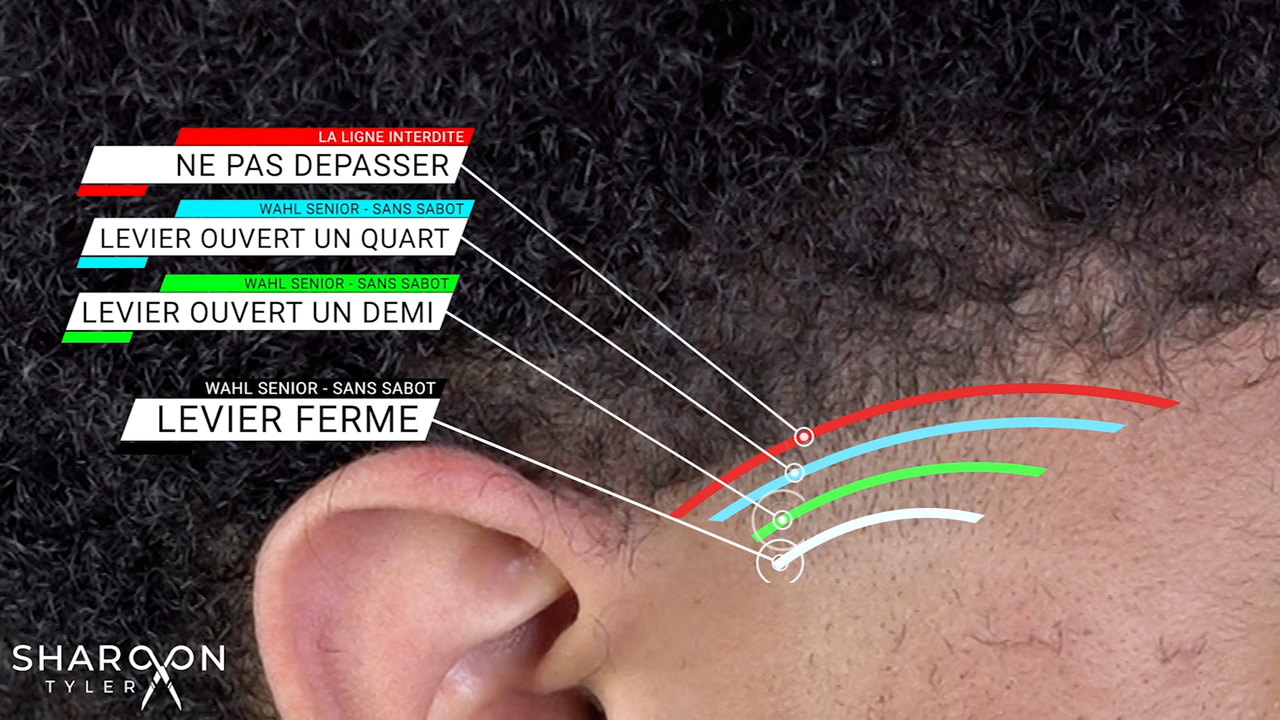 LA LIGNE INTERDITE
NE PAS DEPASSER
WAHL SENIOR - SANS SABOT
LEVIER OUVERT UN QUART
WAHL SENIOR - SANS SABOT
LEVIER OUVERT UN DEMI
WAHL SENIOR - SANS SABOT
LEVIER FERME
SHAROON
TYLER